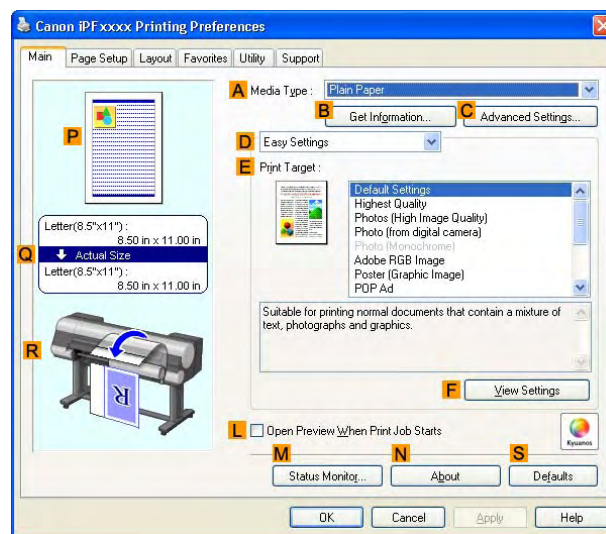 Canon iPFxxxx Printing Preferences
Main Page Setup Layout Favorites Utility Support
A Media Type : Plain Paper
B Get Information... C Advanced Settings...
D Easy Settings
E Print Target :
Default Settings
Highest Quality
Photos (High Image Quality)
Photo (from digital camera)
Photo (Monochrome)
Adobe RGB Image
Poster (Graphic Image)
POP Ad
Suitable for printing normal documents that contain a mixture of
text, photographs and graphics.
F View Settings
P
Letter(8.5"x11") :
8.50 in x 11.00 in
Q Actual Size
Letter(8.5"x11") :
8.50 in x 11.00 in
R
R
L Open Preview When Print Job Starts
Kyuanos
M N S
Status Monitor... About Defaults
OK Cancel Apply Help